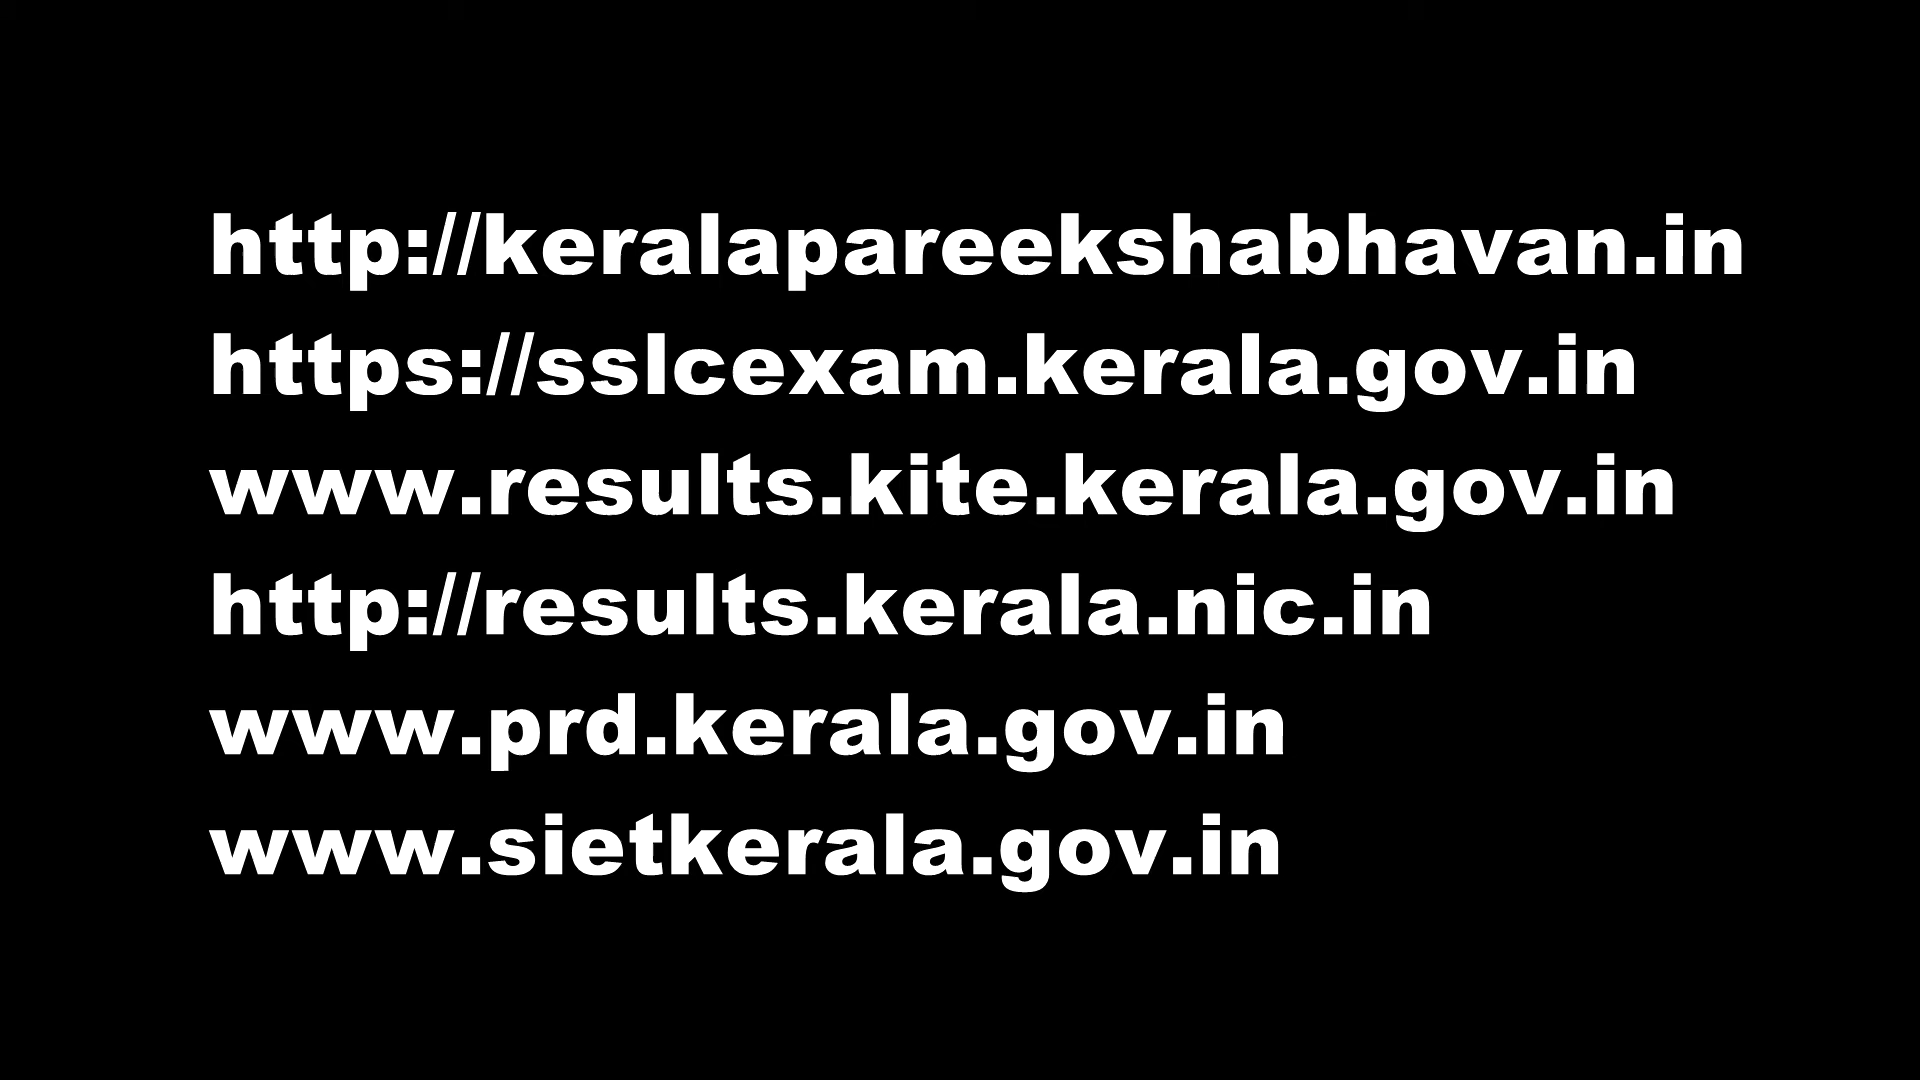 http://keralapareekshabhavan.in
https://sslcexam.kerala.gov.in
www.results.kite.kerala.gov.in
http://results.kerala.nic.in
www.prd.kerala.gov.in
www.sietkerala.gov.in